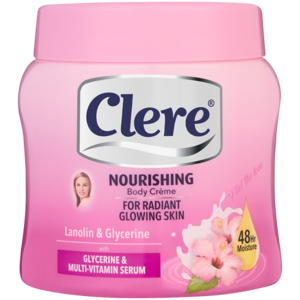 Clere®
NOURISHING
Body Crème
FOR RADIANT
GLOWING SKIN
Lanolin & Glycerine
with
GLYCERINE &
MULTI-VITAMIN SERUM
48Hr
Moisture